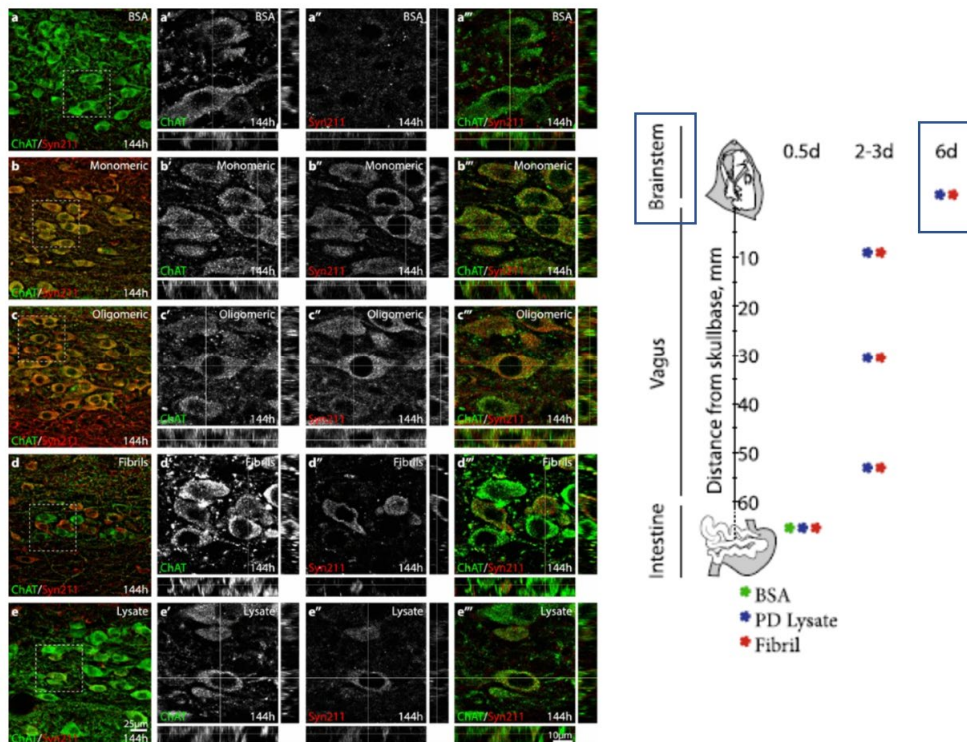 a BSA
ChAT/Syn211 144h
a' BSA
ChAT 144h
a'' BSA
Syn211 144h
a''' BSA
ChAT/Syn211 144h
b Monomeric
ChAT/Syn211 144h
b' Monomeric
ChAT 144h
b'' Monomeric
Syn211 144h
b''' Monomeric
ChAT/Syn211 144h
c Oligomeric
ChAT/Syn211 144h
c' Oligomeric
ChAT 144h
c'' Oligomeric
Syn211 144h
c''' Oligomeric
ChAT/Syn211 144h
d Fibrils
ChAT/Syn211 144h
d' Fibrils
ChAT 144h
d'' Fibrils
Syn211 144h
d''' Fibrils
ChAT/Syn211 144h
e Lysate
25µm
ChAT/Syn211 144h
e' Lysate
ChAT 144h
e'' Lysate
Syn211 144h
e''' Lysate
ChAT/Syn211 144h
10µm
Brainstem
0.5d 2-3d 6d
Vagus
Distance from skullbase, mm
10
20
30
40
50
60
Intestine
BSA
PD Lysate
Fibril